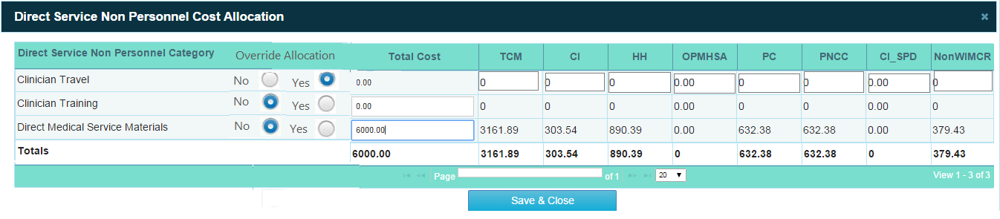 Direct Service Non Personnel Cost Allocation ×
Direct Service Non Personnel Category Override Allocation Total Cost TCM CI HH OPMHSA PC PNCC CI_SPD NonWIMCR
Clinician Travel No Yes 0.00 0 0 0 0.00 0 0 0.00 0
Clinician Training No Yes 0.00 0 0 0 0.00 0 0 0.00 0
Direct Medical Service Materials No Yes 6000.00 3161.89 303.54 890.39 0.00 632.38 632.38 0.00 379.43
Totals 6000.00 3161.89 303.54 890.39 0 632.38 632.38 0 379.43
Page of 1 20 View 1 - 3 of 3
Save & Close